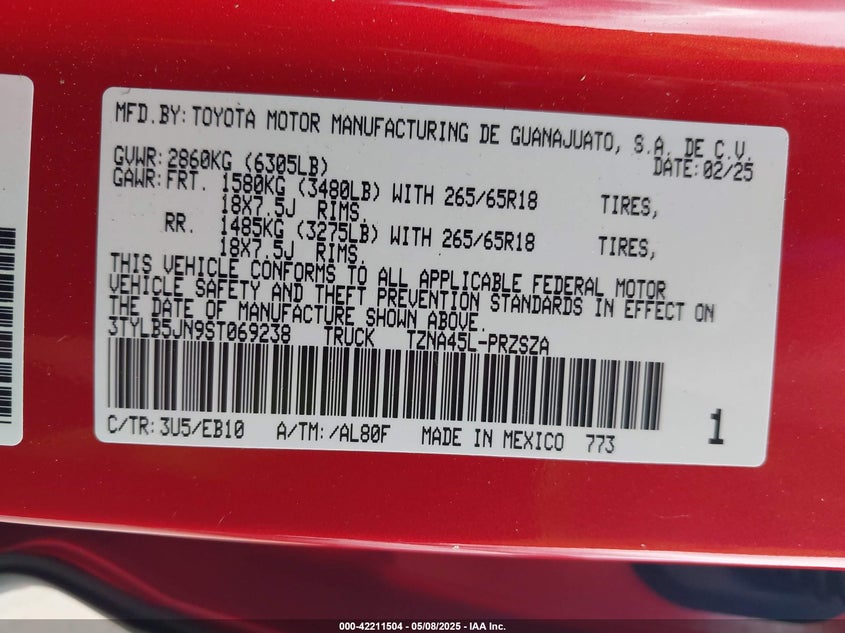 MFD.BY: TOYOTA MOTOR MANUFACTURING DE GUANAJUATO, S.A. DE C.V.
GVWR: 2860KG (6305LB) DATE: 02/25
GAWR: FRT. 1580KG (3480LB) WITH 265/65R18 TIRES,
18X7.5J RIMS.
RR. 1485KG (3275LB) WITH 265/65R18 TIRES,
18X7.5J RIMS.
THIS VEHICLE CONFORMS TO ALL APPLICABLE FEDERAL MOTOR
VEHICLE SAFETY AND THEFT PREVENTION STANDARDS IN EFFECT ON
THE DATE OF MANUFACTURE SHOWN ABOVE.
3TYLB5JN9ST069238 TRUCK TZNA45L-PRZSZA
C/TR: 3U5/EB10 A/TM: /AL80F MADE IN MEXICO 773 1
000-42211504 - 05/08/2025 - IAA Inc.